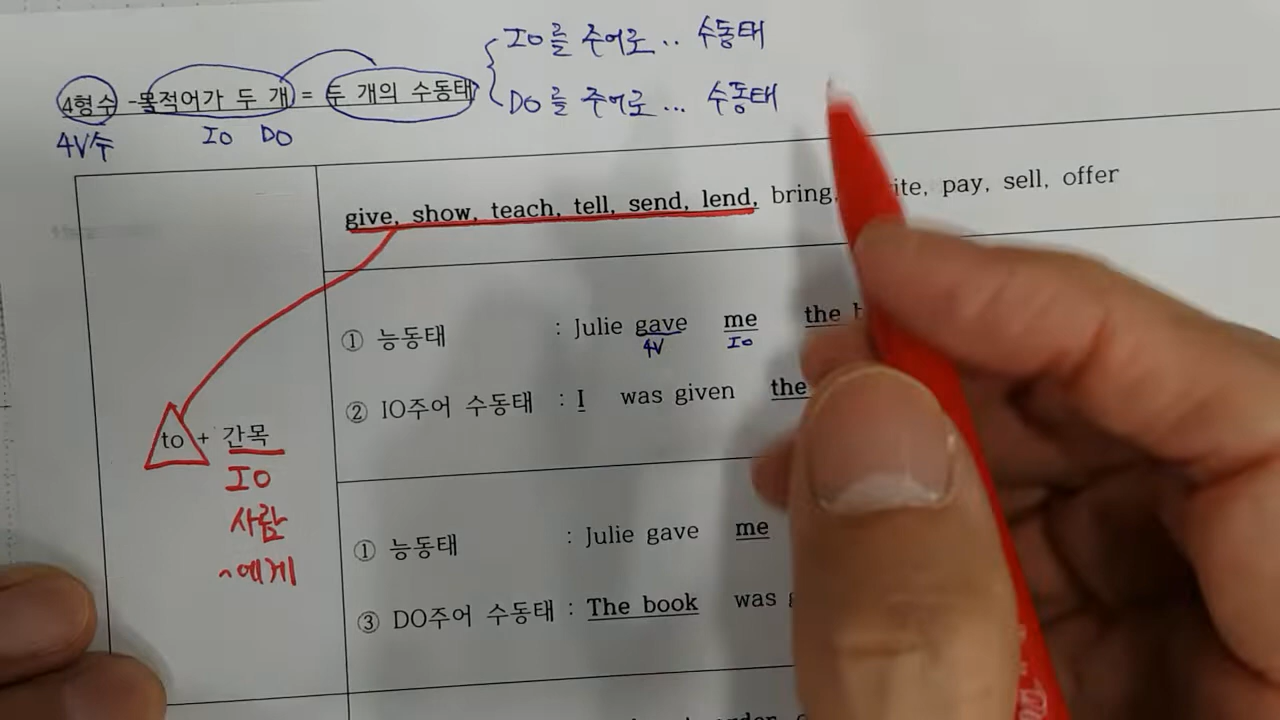 IO를 주어로.. 수동태
4형수 -목적어가 두 개 = 두 개의 수동태
DO를 주어로... 수동태
4V수 IO DO
give, show, teach, tell, send, lend, bring, pay, sell, offer
① 능동태 : Julie gave me the
4V IO
② IO주어 수동태 : I was given the
to + 간목
IO
사람
~에게
① 능동태 : Julie gave me
③ DO주어 수동태 : The book was